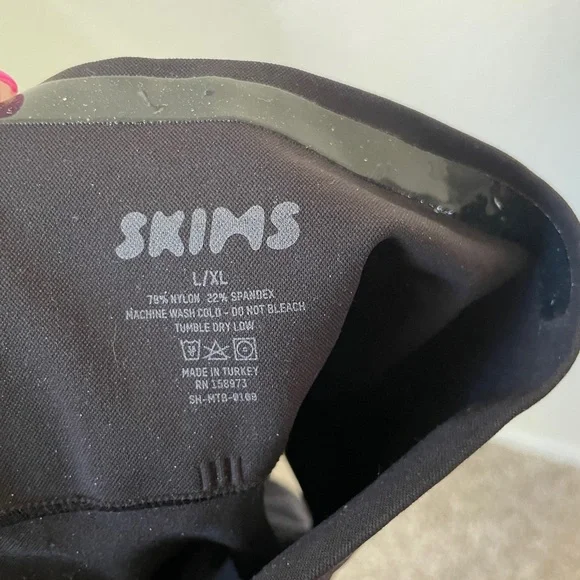 SKIMS
L/XL
78% NYLON 22% SPANDEX
MACHINE WASH COLD - DO NOT BLEACH
TUMBLE DRY LOW
MADE IN TURKEY
RN 158973
SH-MTB-0108